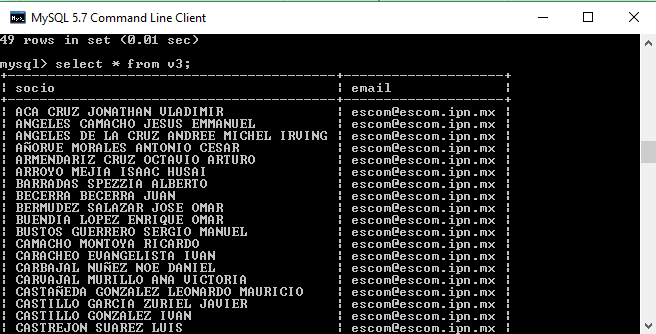 MySQL 5.7 Command Line Client
49 rows in set (0.01 sec)
mysql> select * from v3;
+----------------------------------------+--------------------+
| socio | email |
| ACA CRUZ JONATHAN VLADIMIR | escom@escom.ipn.mx |
| ANGELES CAMACHO JESUS EMMANUEL | escom@escom.ipn.mx |
| ANGELES DE LA CRUZ ANDREE MICHEL IRVING | escom@escom.ipn.mx |
| AÑORVE MORALES ANTONIO CESAR | escom@escom.ipn.mx |
| ARMENDARIZ CRUZ OCTAVIO ARTURO | escom@escom.ipn.mx |
| ARROYO MEJIA ISAAC HUSAI | escom@escom.ipn.mx |
| BARRADAS SPEZZIA ALBERTO | escom@escom.ipn.mx |
| BECERRA BECERRA JUAN | escom@escom.ipn.mx |
| BERMUDEZ SALAZAR JOSE OMAR | escom@escom.ipn.mx |
| BUENDIA LOPEZ ENRIQUE OMAR | escom@escom.ipn.mx |
| BUSTOS GUERRERO SERGIO MANUEL | escom@escom.ipn.mx |
| CAMACHO MONTOYA RICARDO | escom@escom.ipn.mx |
| CARACHEO EVANGELISTA IVAN | escom@escom.ipn.mx |
| CARBAJAL NUÑEZ NOE DANIEL | escom@escom.ipn.mx |
| CARVAJAL MURILLO ANA VICTORIA | escom@escom.ipn.mx |
| CASTAÑEDA GONZALEZ LEONARDO MAURICIO | escom@escom.ipn.mx |
| CASTILLO GARCIA ZURIEL JAVIER | escom@escom.ipn.mx |
| CASTILLO GONZALEZ IVAN | escom@escom.ipn.mx |
| CASTREJON SUAREZ LUIS | escom@escom.ipn.mx |